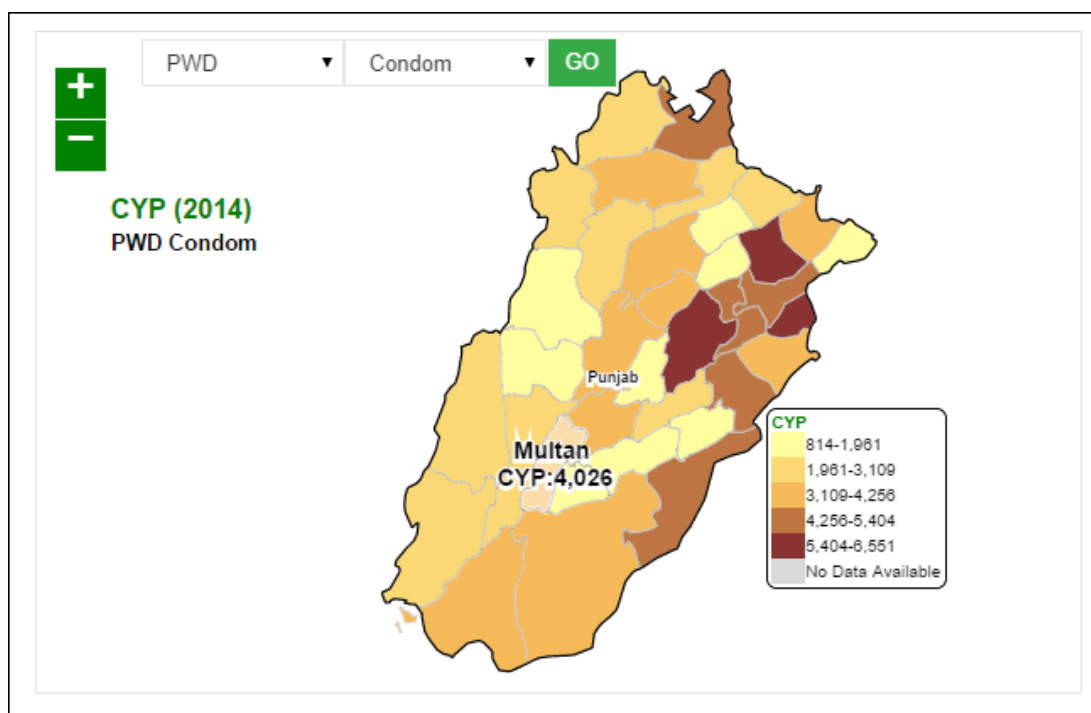 PWD
Condom
GO
+
−
CYP (2014)
PWD Condom
Punjab
Multan
CYP:4,026
CYP
814-1,961
1,961-3,109
3,109-4,256
4,256-5,404
5,404-6,551
No Data Available